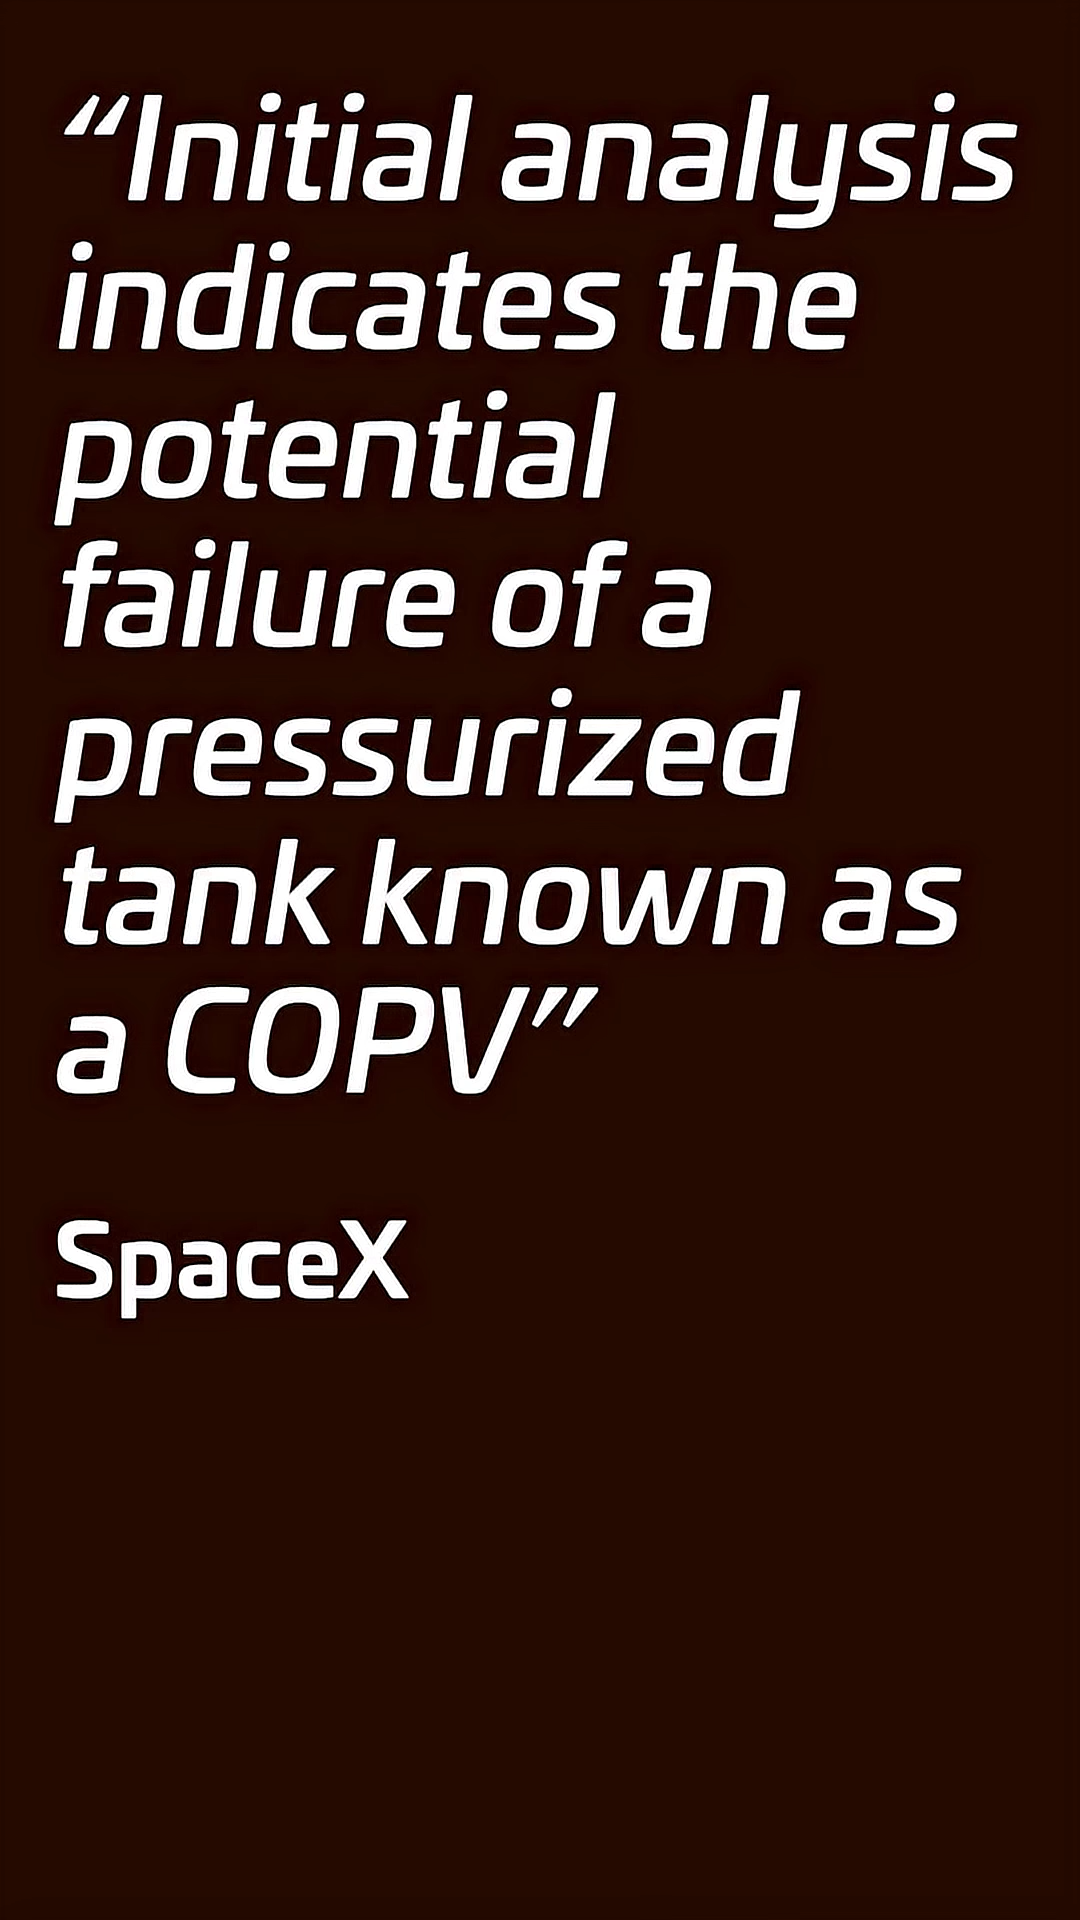 “Initial analysis
indicates the
potential
failure of a
pressurized
tank known as
a COPV”
SpaceX